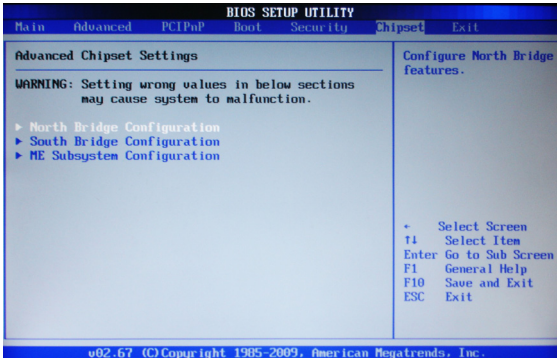 BIOS SETUP UTILITY
Main Advanced PCIPnP Boot Security Chipset Exit
Advanced Chipset Settings
WARNING: Setting wrong values in below sections
may cause system to malfunction.
▶ North Bridge Configuration
▶ South Bridge Configuration
▶ ME Subsystem Configuration
Configure North Bridge
features.
← Select Screen
↑↓ Select Item
Enter Go to Sub Screen
F1 General Help
F10 Save and Exit
ESC Exit
v02.67 (C)Copyright 1985-2009, American Megatrends, Inc.